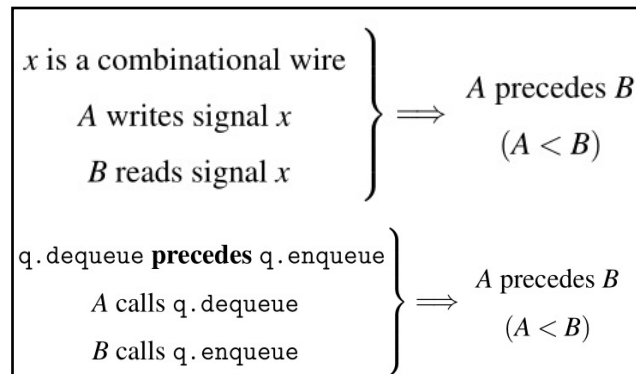 x is a combinational wire
A writes signal x
B reads signal x
⟹
A precedes B
(A < B)
q.dequeue precedes q.enqueue
A calls q.dequeue
B calls q.enqueue
⟹
A precedes B
(A < B)